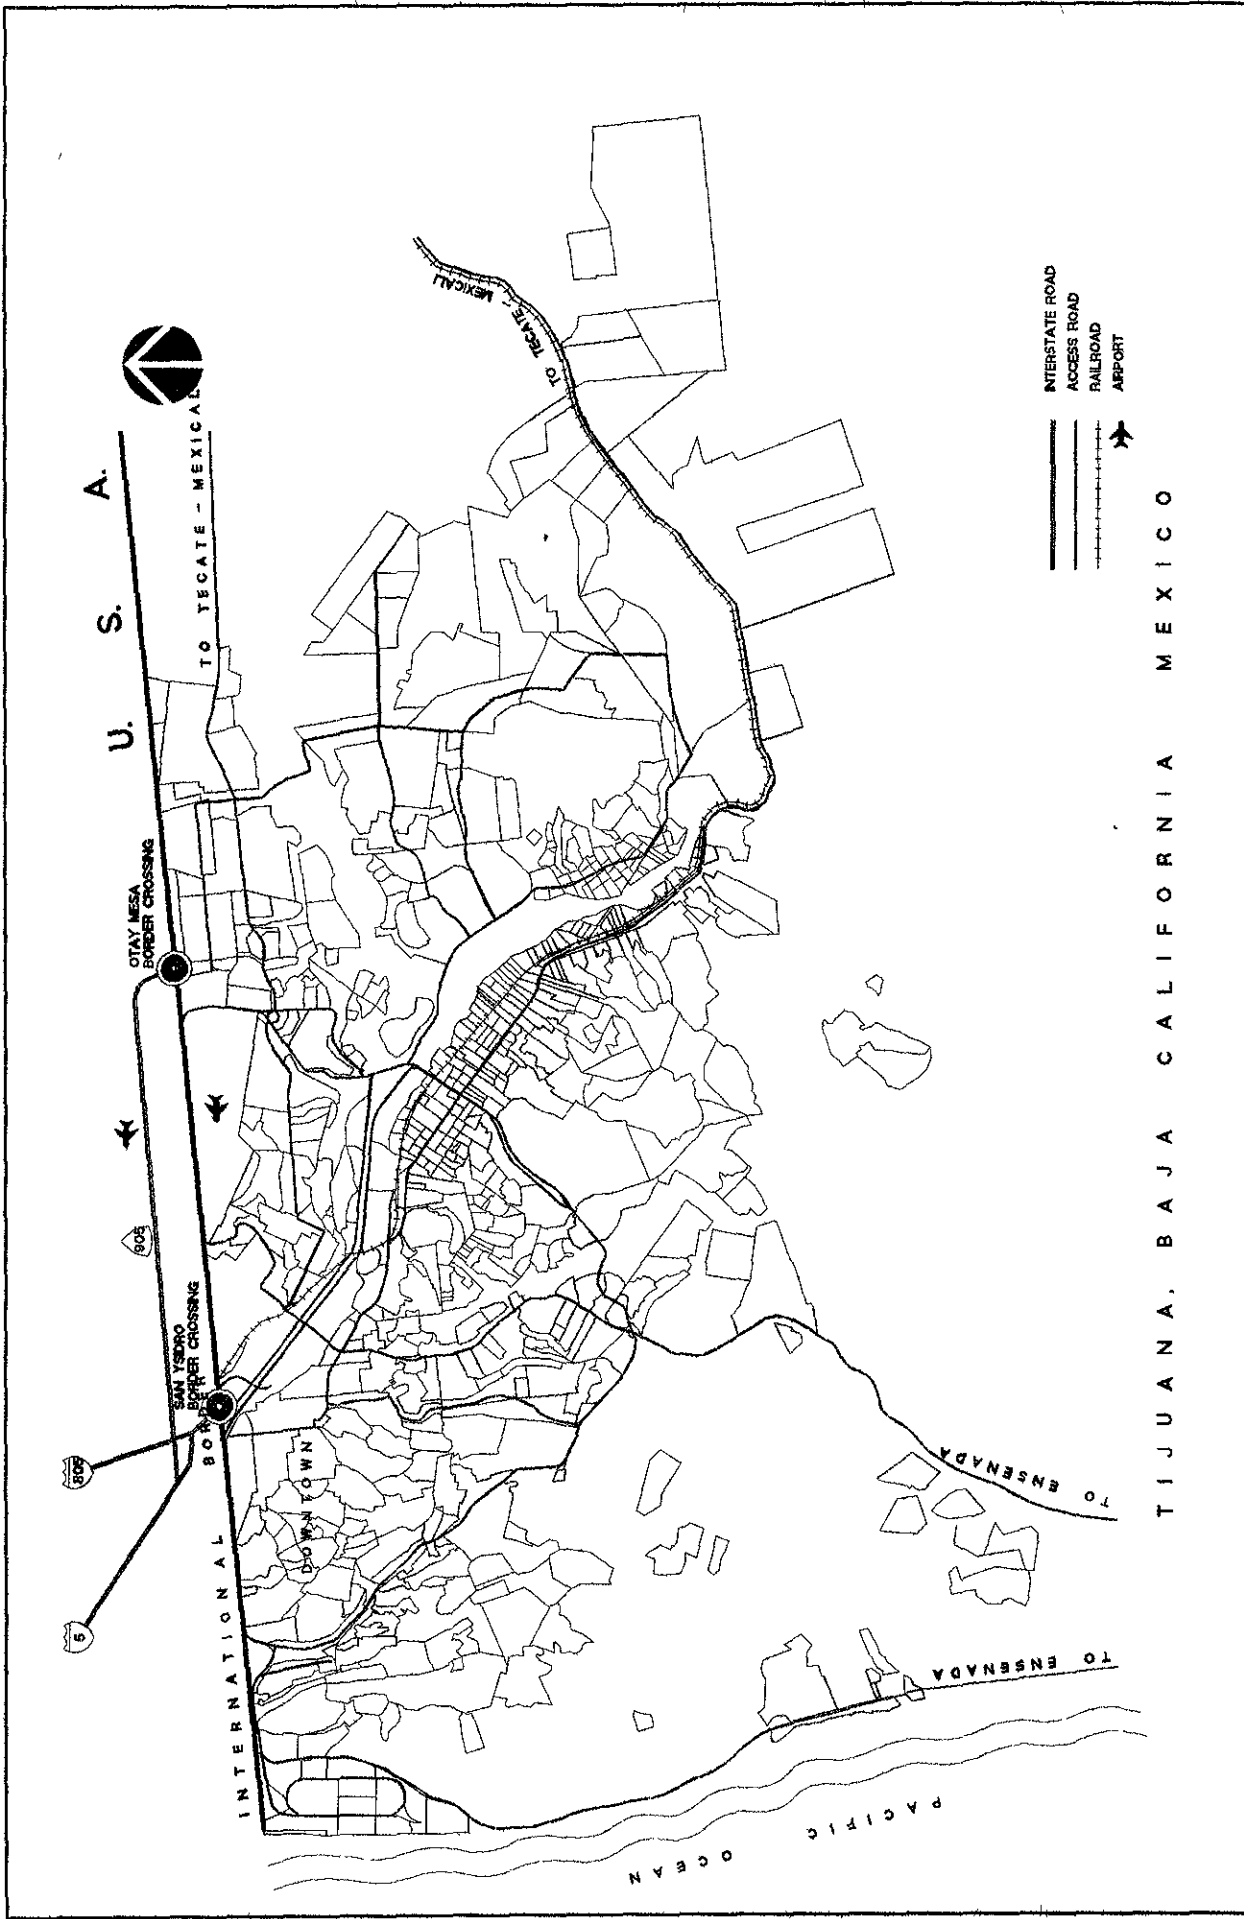 U. S. A.
5
805
905
SAN YSIDRO
BORDER CROSSING
OTAY MESA
BORDER CROSSING
INTERNATIONAL BORDER
TO TECATE - MEXICAL
DOWNTOWN
TO TECATE - MEXICALI
TO ENSENADA
TO ENSENADA
PACIFIC
OCEAN
INTERSTATE ROAD
ACCESS ROAD
RAILROAD
AIRPORT
TIJUANA, BAJA CALIFORNIA MEXICO